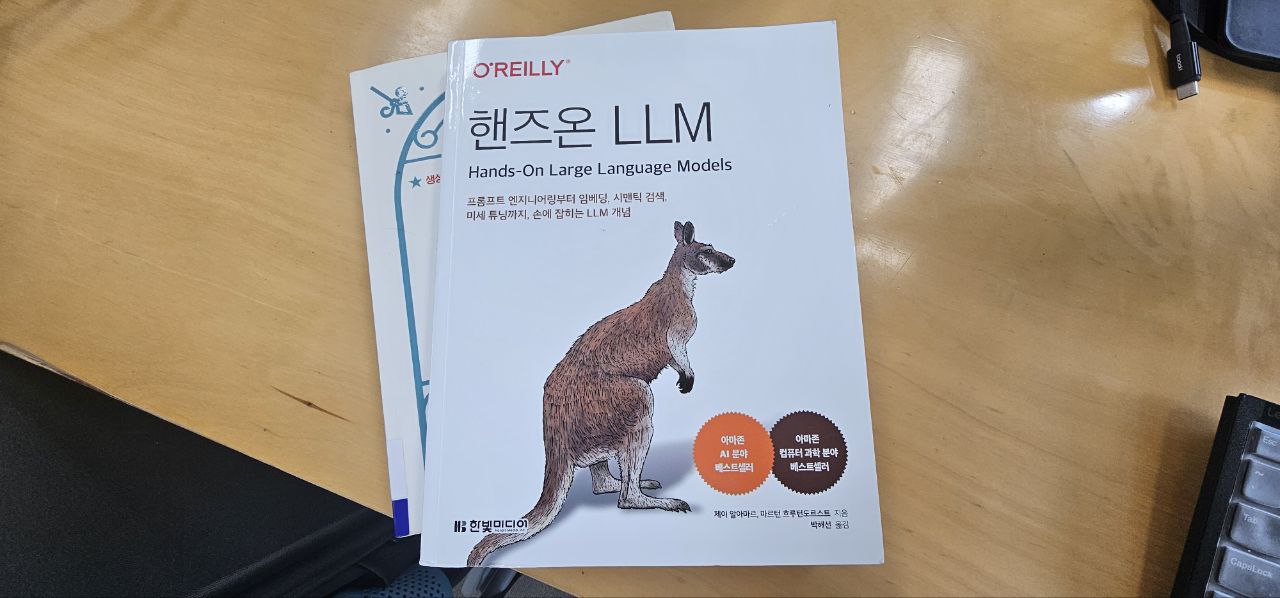 O'REILLY®
핸즈온 LLM
Hands-On Large Language Models
프롬프트 엔지니어링부터 임베딩, 시맨틱 검색,
미세 튜닝까지, 손에 잡히는 LLM 개념
★ 생성
아마존
AI 분야
베스트셀러
아마존
컴퓨터 과학 분야
베스트셀러
제이 알아마르, 마르턴 흐루턴도르스트 지음
박해선 옮김
한빛미디어
Esc
Tab
CapsLock